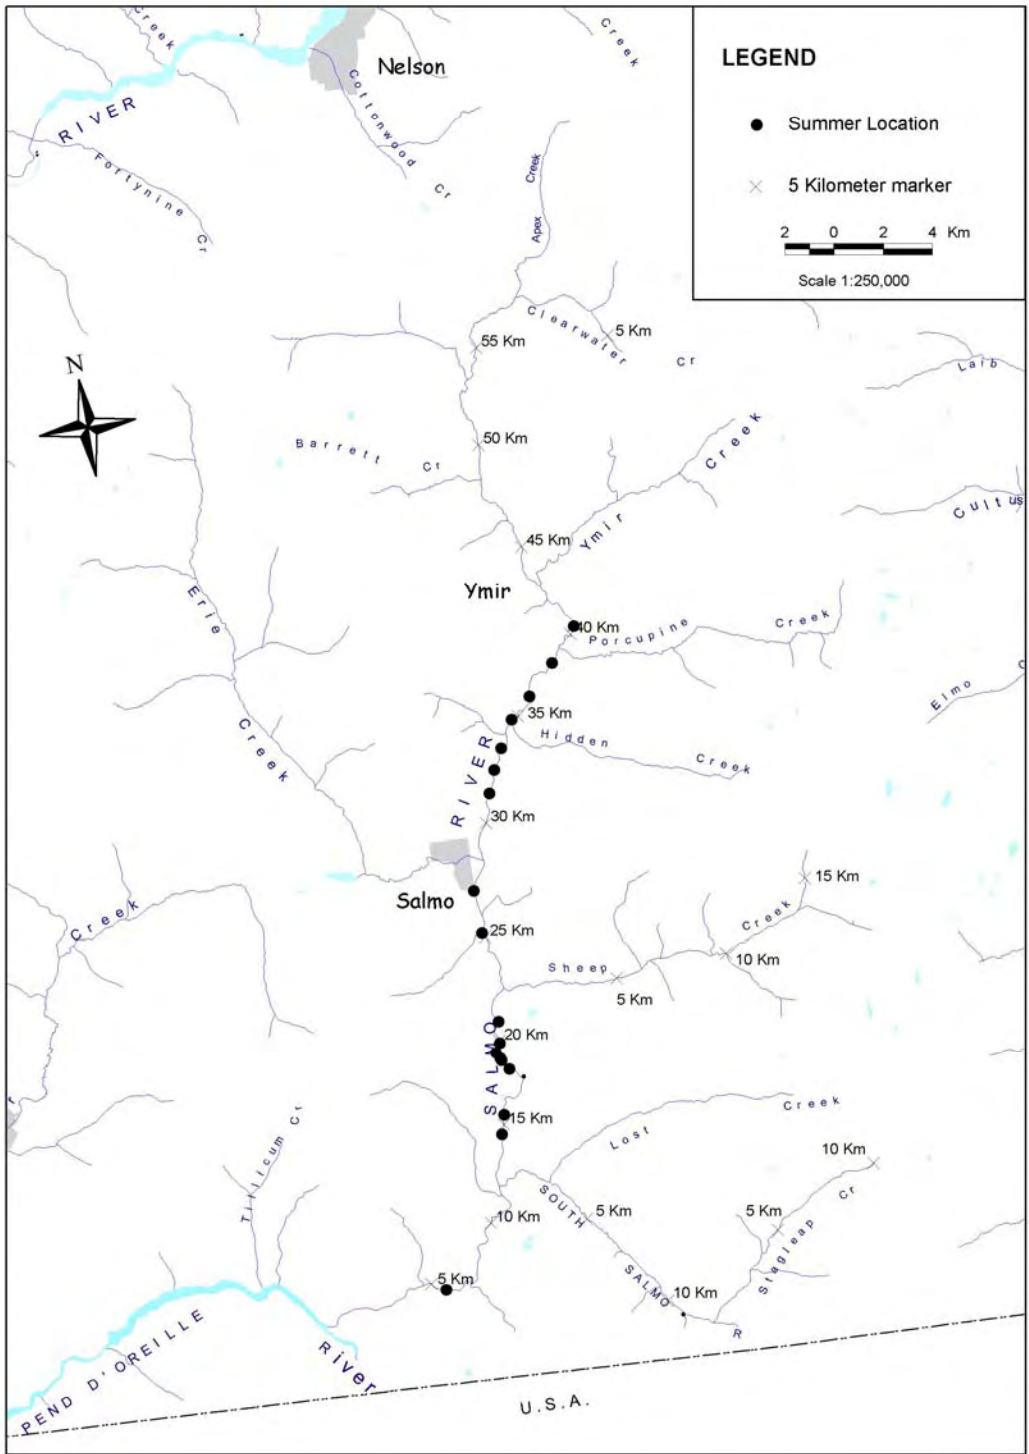 LEGEND
Summer Location
5 Kilometer marker
2 0 2 4 Km
Scale 1:250,000
Creek
Creek
Nelson
RIVER
Cottonwood Cr
Fortynine Cr
Apex Creek
Clearwater Cr
5 Km
55 Km
Laib
N
50 Km
Barrett Cr
Ymir Creek
Cultus
45 Km
Ymir
Erie Creek
40 Km
Porcupine Creek
Elmo C
35 Km
Hidden Creek
RIVER
30 Km
Salmo
15 Km
Creek
25 Km
Sheep Creek
10 Km
5 Km
20 Km
SALMO
15 Km
Lost Creek
Tillicum Cr
10 Km
5 Km
5 Km
Stagleap Cr
SOUTH SALMO R
10 Km
10 Km
5 Km
PEND D'OREILLE River
U.S.A.